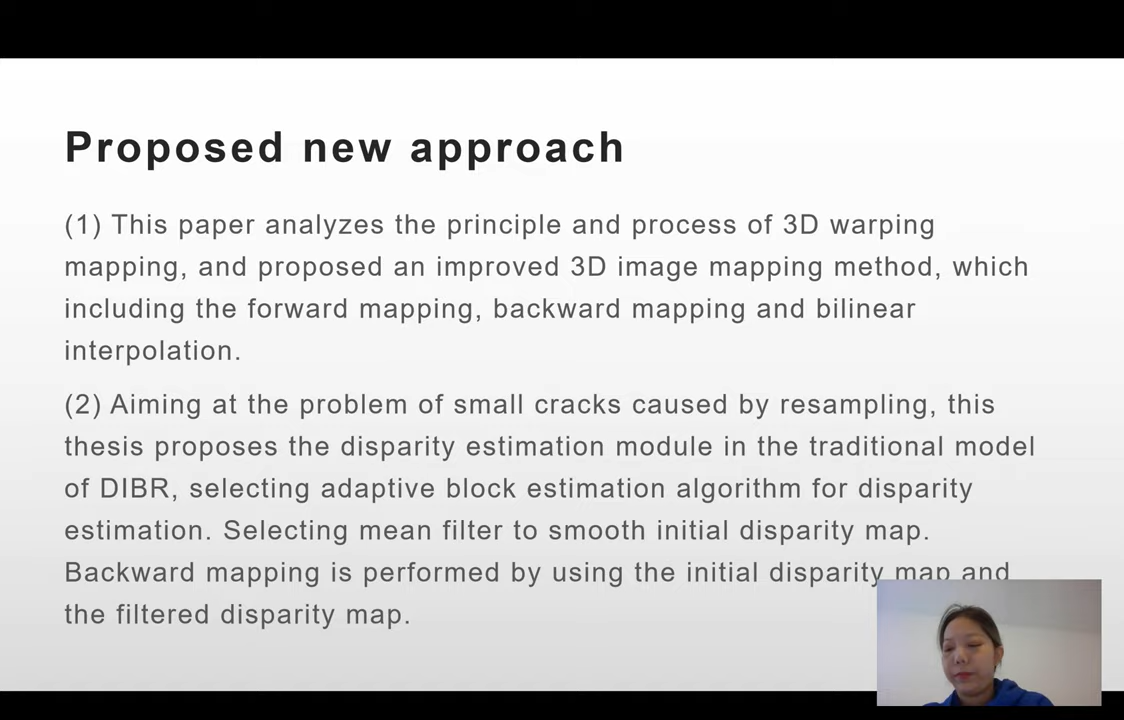 Proposed new approach
(1) This paper analyzes the principle and process of 3D warping
mapping, and proposed an improved 3D image mapping method, which
including the forward mapping, backward mapping and bilinear
interpolation.
(2) Aiming at the problem of small cracks caused by resampling, this
thesis proposes the disparity estimation module in the traditional model
of DIBR, selecting adaptive block estimation algorithm for disparity
estimation. Selecting mean filter to smooth initial disparity map.
Backward mapping is performed by using the initial disparity map and
the filtered disparity map.